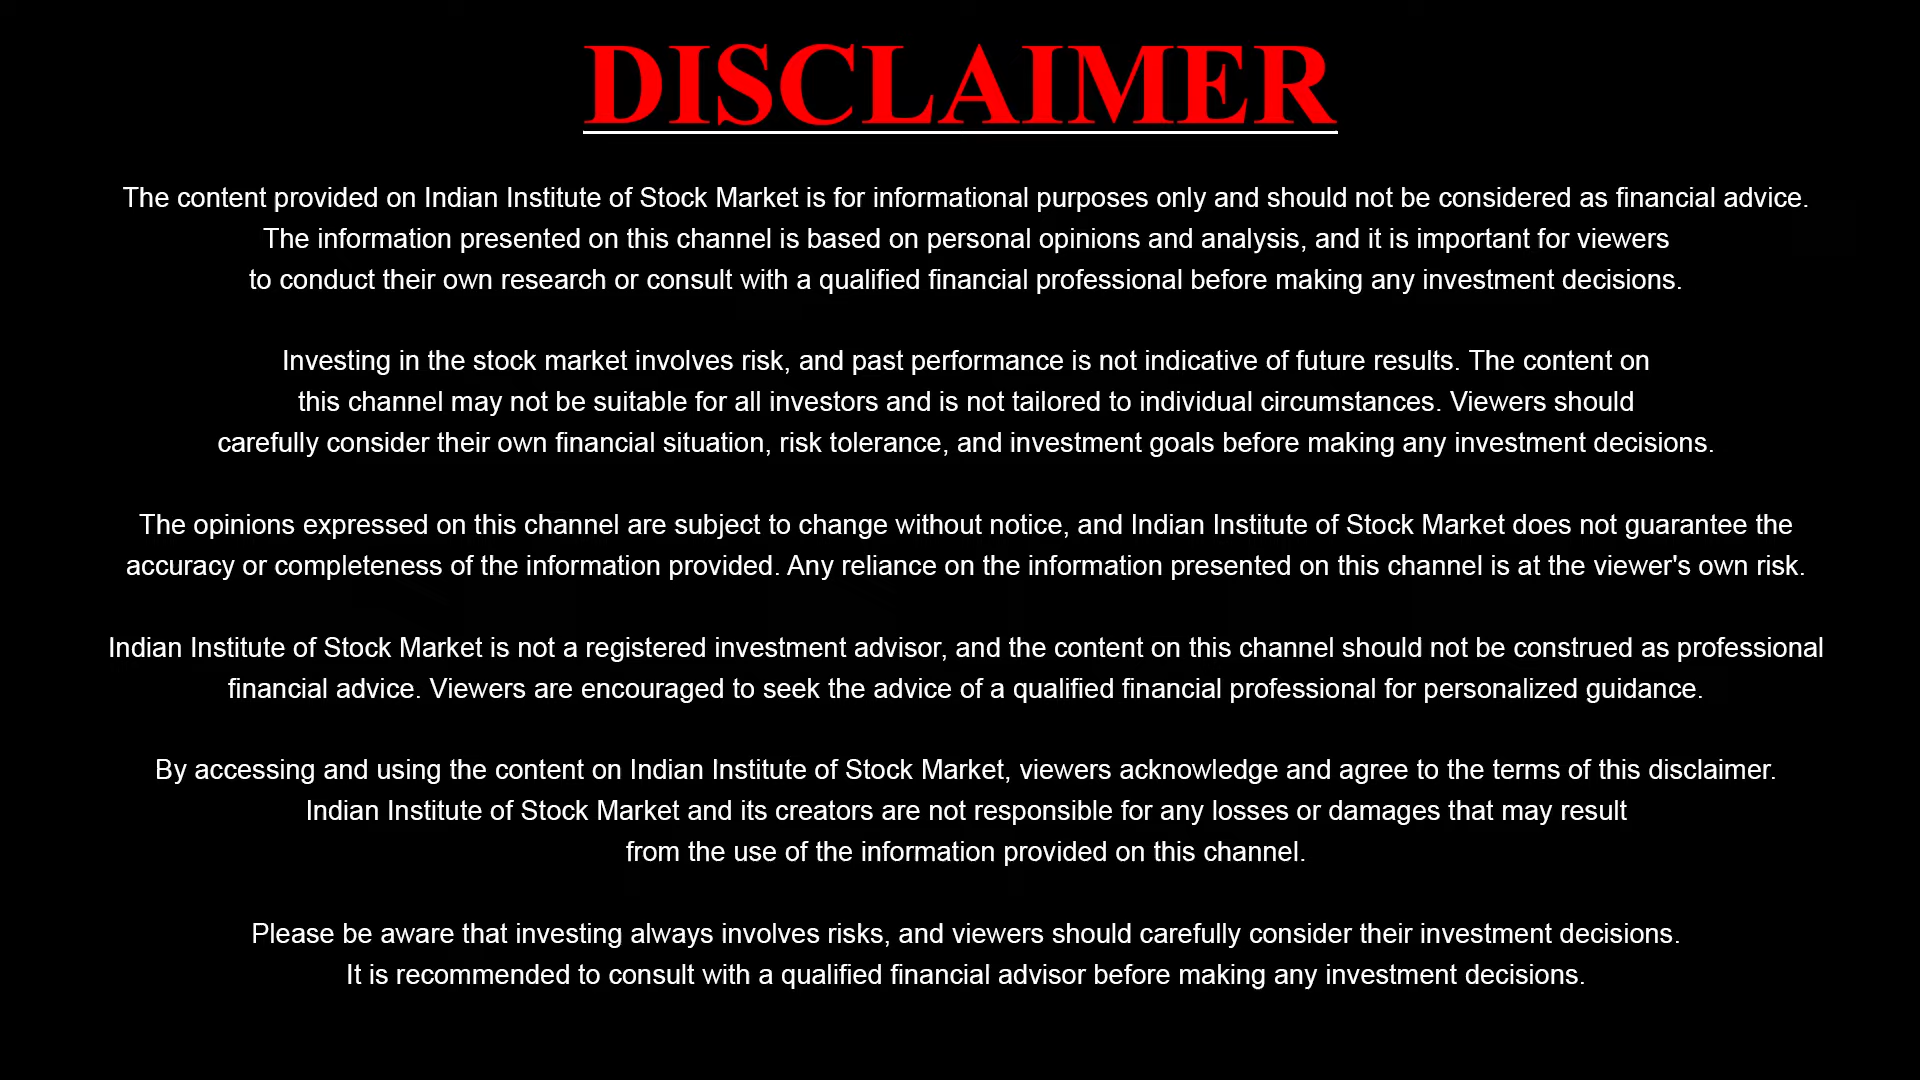 DISCLAIMER
The content provided on Indian Institute of Stock Market is for informational purposes only and should not be considered as financial advice.
The information presented on this channel is based on personal opinions and analysis, and it is important for viewers
to conduct their own research or consult with a qualified financial professional before making any investment decisions.
Investing in the stock market involves risk, and past performance is not indicative of future results. The content on
this channel may not be suitable for all investors and is not tailored to individual circumstances. Viewers should
carefully consider their own financial situation, risk tolerance, and investment goals before making any investment decisions.
The opinions expressed on this channel are subject to change without notice, and Indian Institute of Stock Market does not guarantee the
accuracy or completeness of the information provided. Any reliance on the information presented on this channel is at the viewer's own risk.
Indian Institute of Stock Market is not a registered investment advisor, and the content on this channel should not be construed as professional
financial advice. Viewers are encouraged to seek the advice of a qualified financial professional for personalized guidance.
By accessing and using the content on Indian Institute of Stock Market, viewers acknowledge and agree to the terms of this disclaimer.
Indian Institute of Stock Market and its creators are not responsible for any losses or damages that may result
from the use of the information provided on this channel.
Please be aware that investing always involves risks, and viewers should carefully consider their investment decisions.
It is recommended to consult with a qualified financial advisor before making any investment decisions.